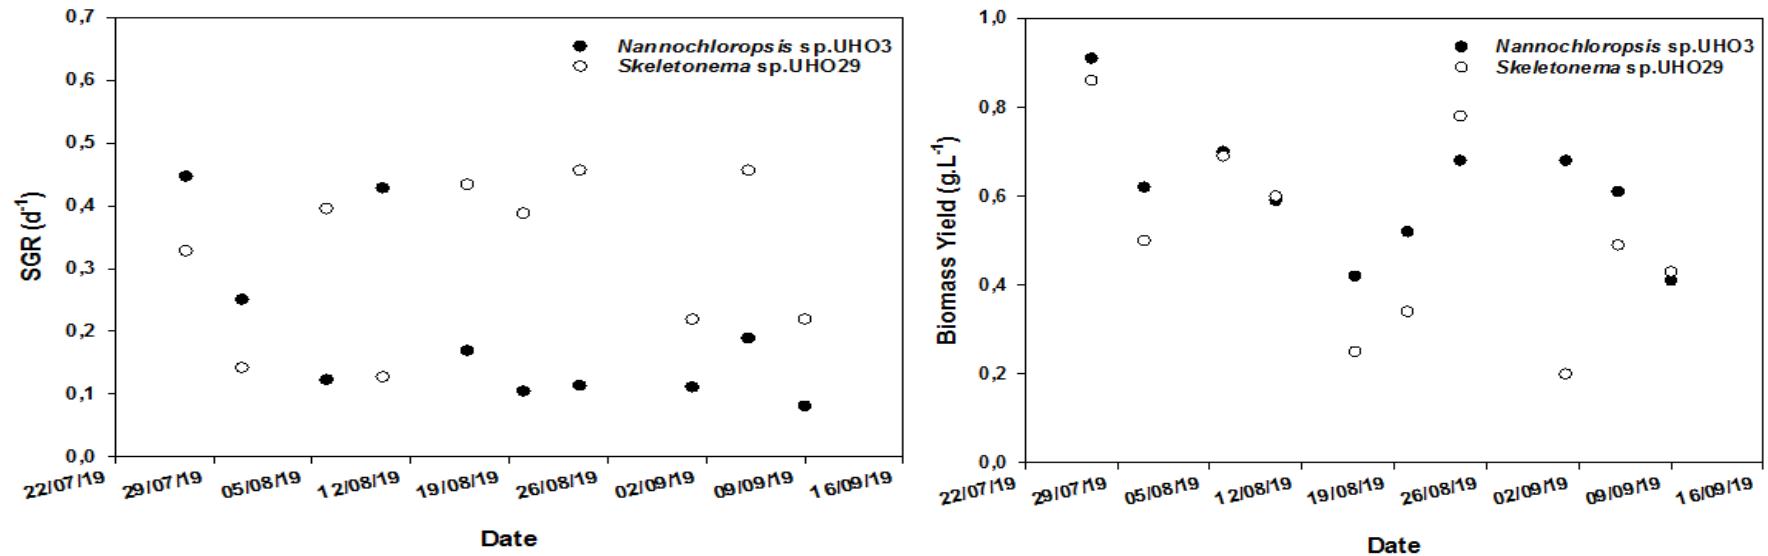 0,7
0,6
0,5
0,4
0,3
0,2
0,1
0,0
SGR (d-1)
Nannochloropsis sp.UHO3
Skeletonema sp.UHO29
22/07/19 29/07/19 05/08/19 12/08/19 19/08/19 26/08/19 02/09/19 09/09/19 16/09/19
Date
1,0
0,8
0,6
0,4
0,2
0,0
Biomass Yield (g.L-1)
Nannochloropsis sp.UHO3
Skeletonema sp.UHO29
22/07/19 29/07/19 05/08/19 12/08/19 19/08/19 26/08/19 02/09/19 09/09/19 16/09/19
Date